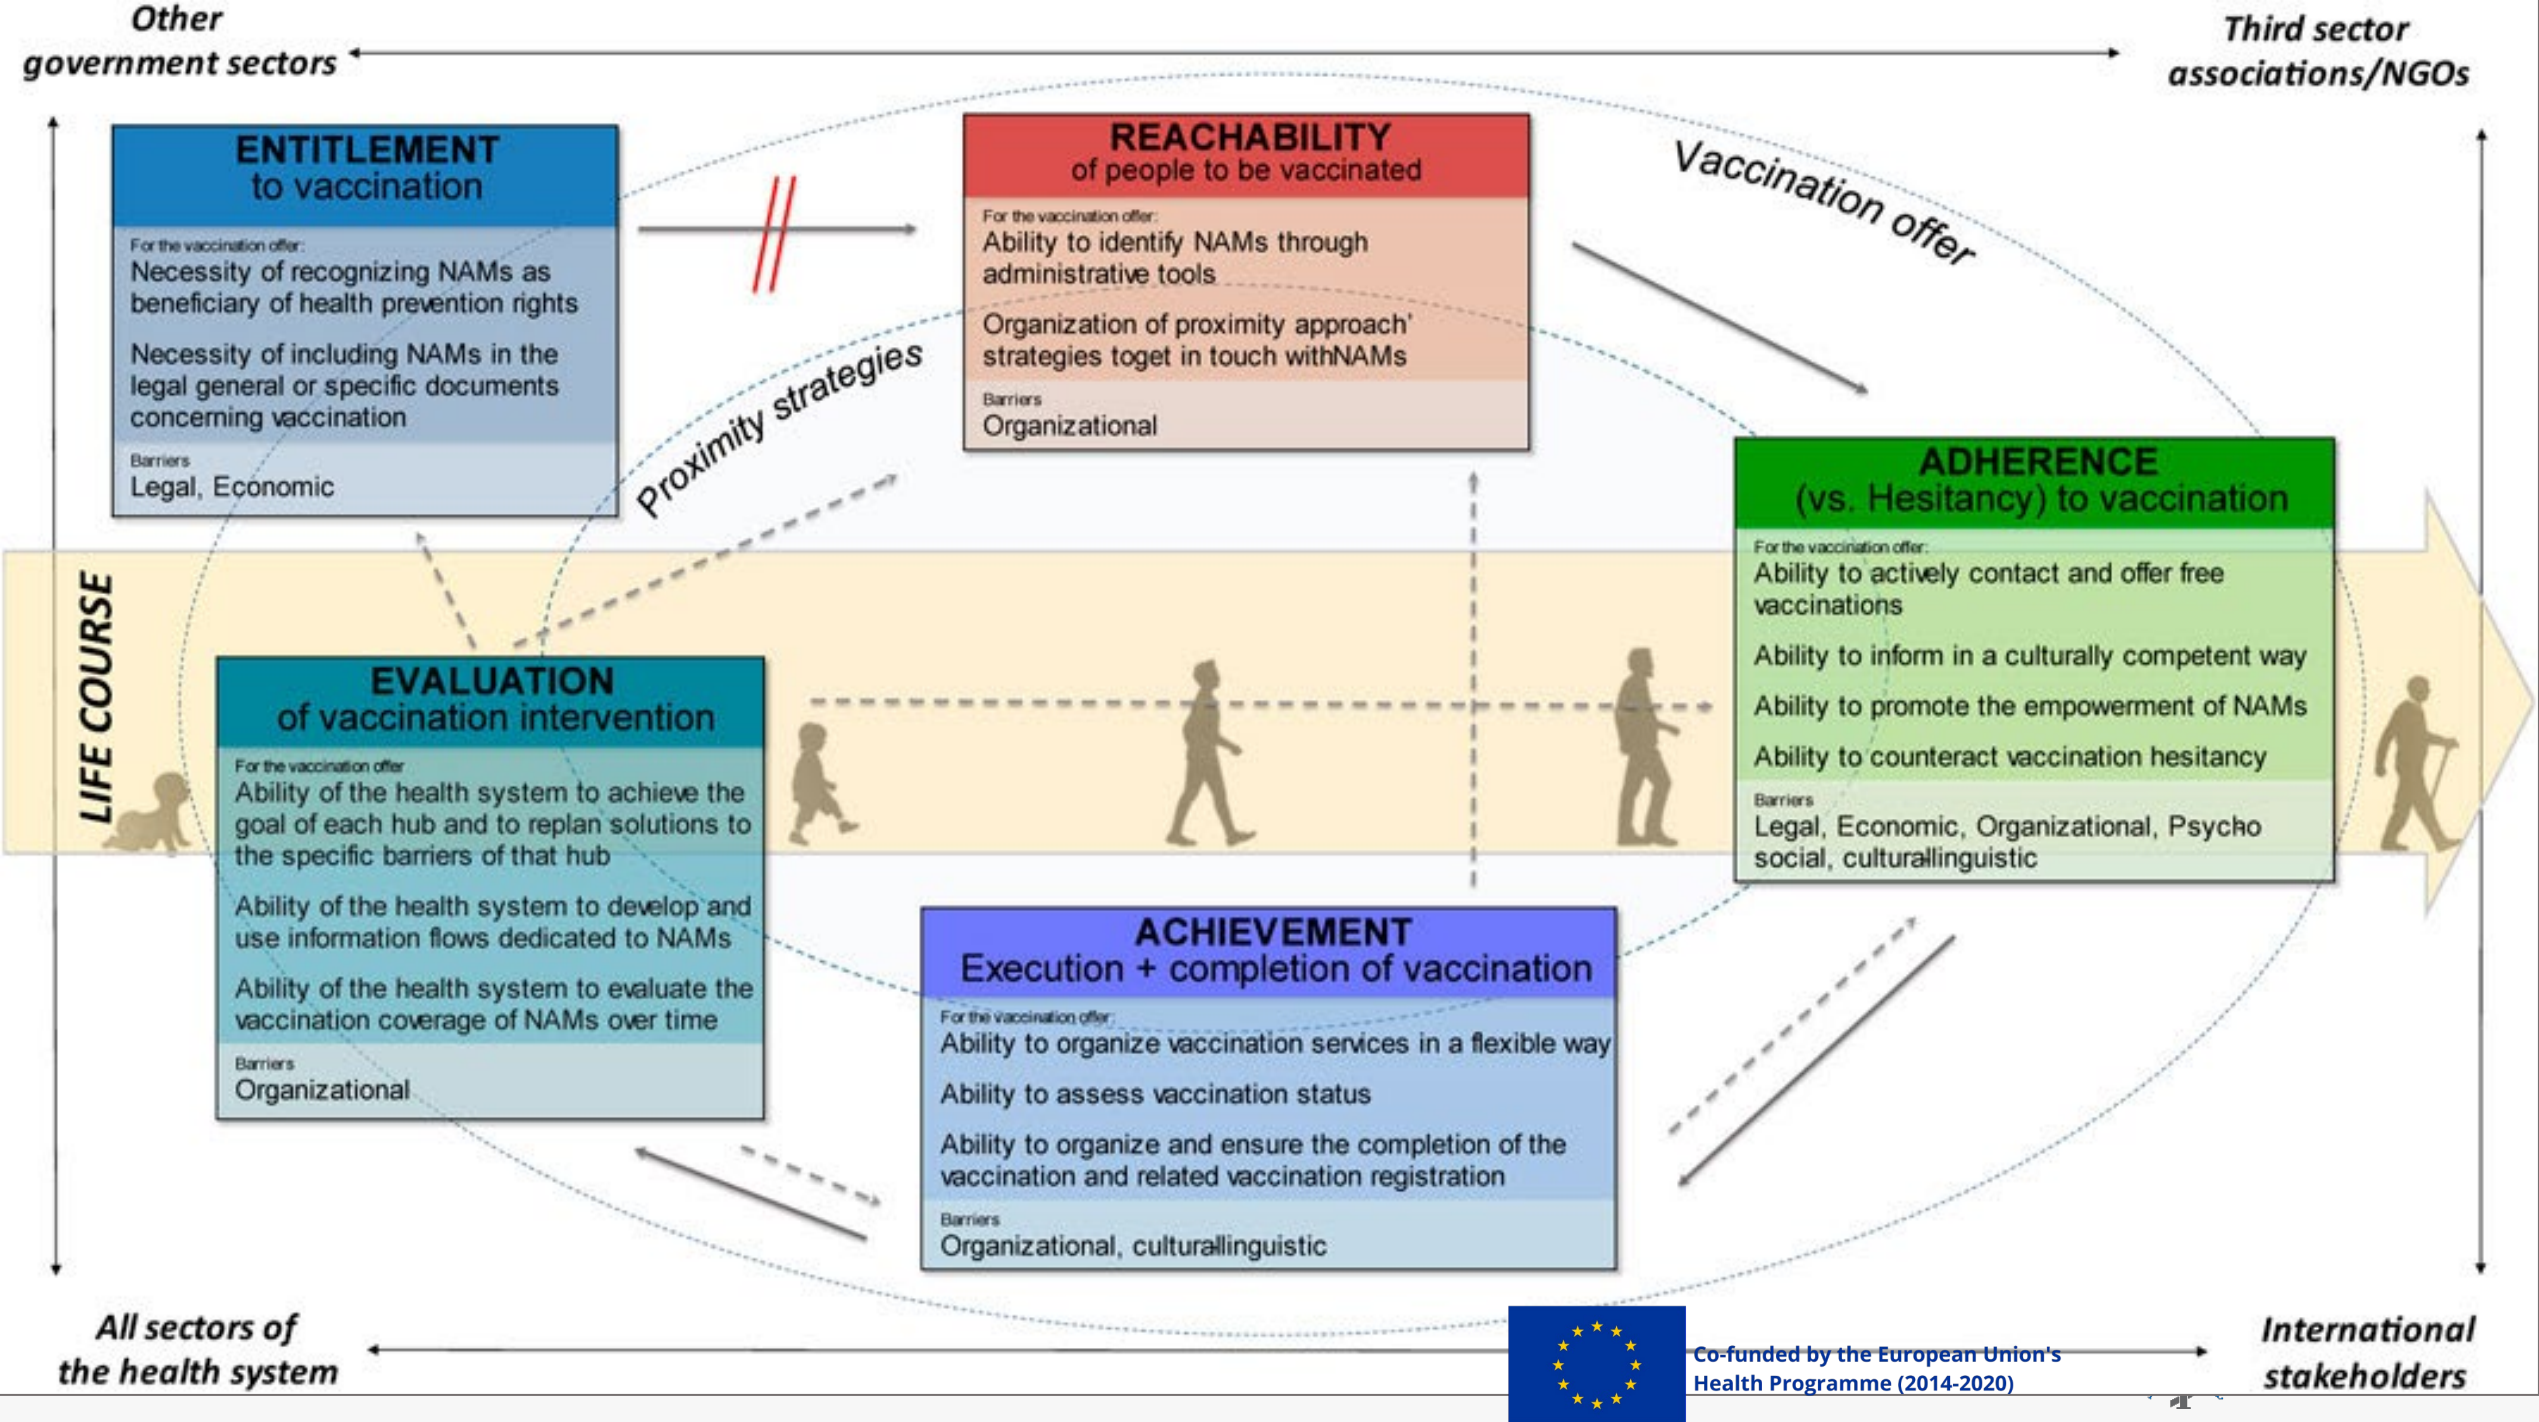 Other
government sectors
Third sector
associations/NGOs
ENTITLEMENT
to vaccination
For the vaccination offer:
Necessity of recognizing NAMs as
beneficiary of health prevention rights
Necessity of including NAMs in the
legal general or specific documents
concerning vaccination
Barriers
Legal, Economic
REACHABILITY
of people to be vaccinated
For the vaccination offer:
Ability to identify NAMs through
administrative tools
Organization of proximity approach'
strategies toget in touch withNAMs
Barriers
Organizational
Vaccination offer
Proximity strategies
ADHERENCE
(vs. Hesitancy) to vaccination
For the vaccination offer:
Ability to actively contact and offer free
vaccinations
Ability to inform in a culturally competent way
Ability to promote the empowerment of NAMs
Ability to counteract vaccination hesitancy
Barriers
Legal, Economic, Organizational, Psycho
social, culturallinguistic
LIFE COURSE
EVALUATION
of vaccination intervention
For the vaccination offer
Ability of the health system to achieve the
goal of each hub and to replan solutions to
the specific barriers of that hub
Ability of the health system to develop and
use information flows dedicated to NAMs
Ability of the health system to evaluate the
vaccination coverage of NAMs over time
Barriers
Organizational
ACHIEVEMENT
Execution + completion of vaccination
For the vaccination offer:
Ability to organize vaccination services in a flexible way
Ability to assess vaccination status
Ability to organize and ensure the completion of the
vaccination and related vaccination registration
Barriers
Organizational, culturallinguistic
All sectors of
the health system
International
stakeholders
Co-funded by the European Union's
Health Programme (2014-2020)